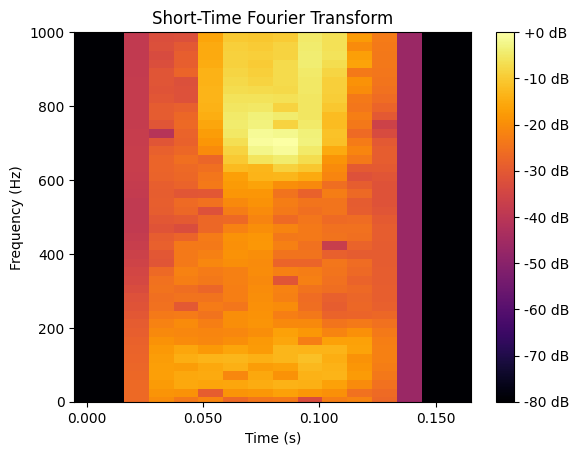 Short-Time Fourier Transform
1000
800
600
400
200
0
Frequency (Hz)
0.000
0.050
0.100
0.150
Time (s)
+0 dB
-10 dB
-20 dB
-30 dB
-40 dB
-50 dB
-60 dB
-70 dB
-80 dB